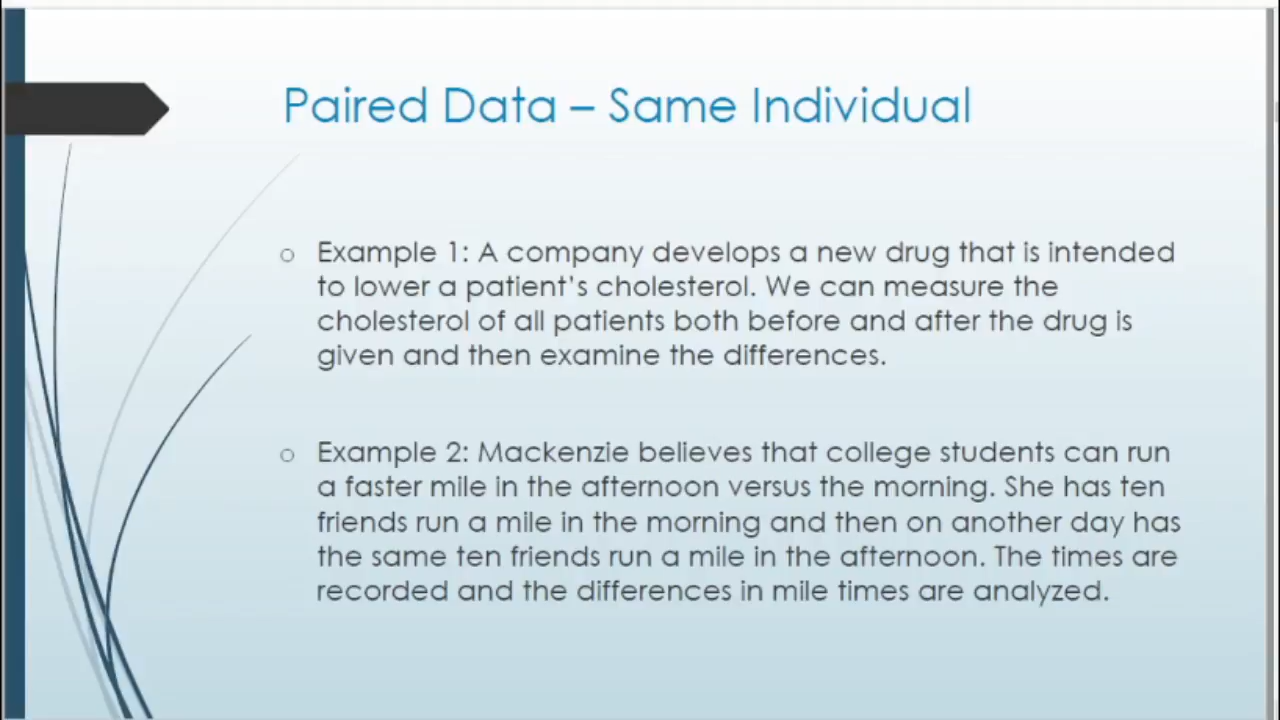 Paired Data – Same Individual
o Example 1: A company develops a new drug that is intended
to lower a patient's cholesterol. We can measure the
cholesterol of all patients both before and after the drug is
given and then examine the differences.
o Example 2: Mackenzie believes that college students can run
a faster mile in the afternoon versus the morning. She has ten
friends run a mile in the morning and then on another day has
the same ten friends run a mile in the afternoon. The times are
recorded and the differences in mile times are analyzed.